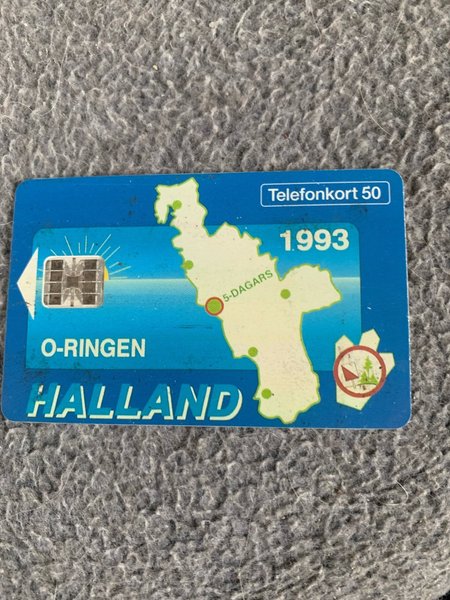 Telefonkort 50
1993
5-DAGARS
O-RINGEN
HALLAND